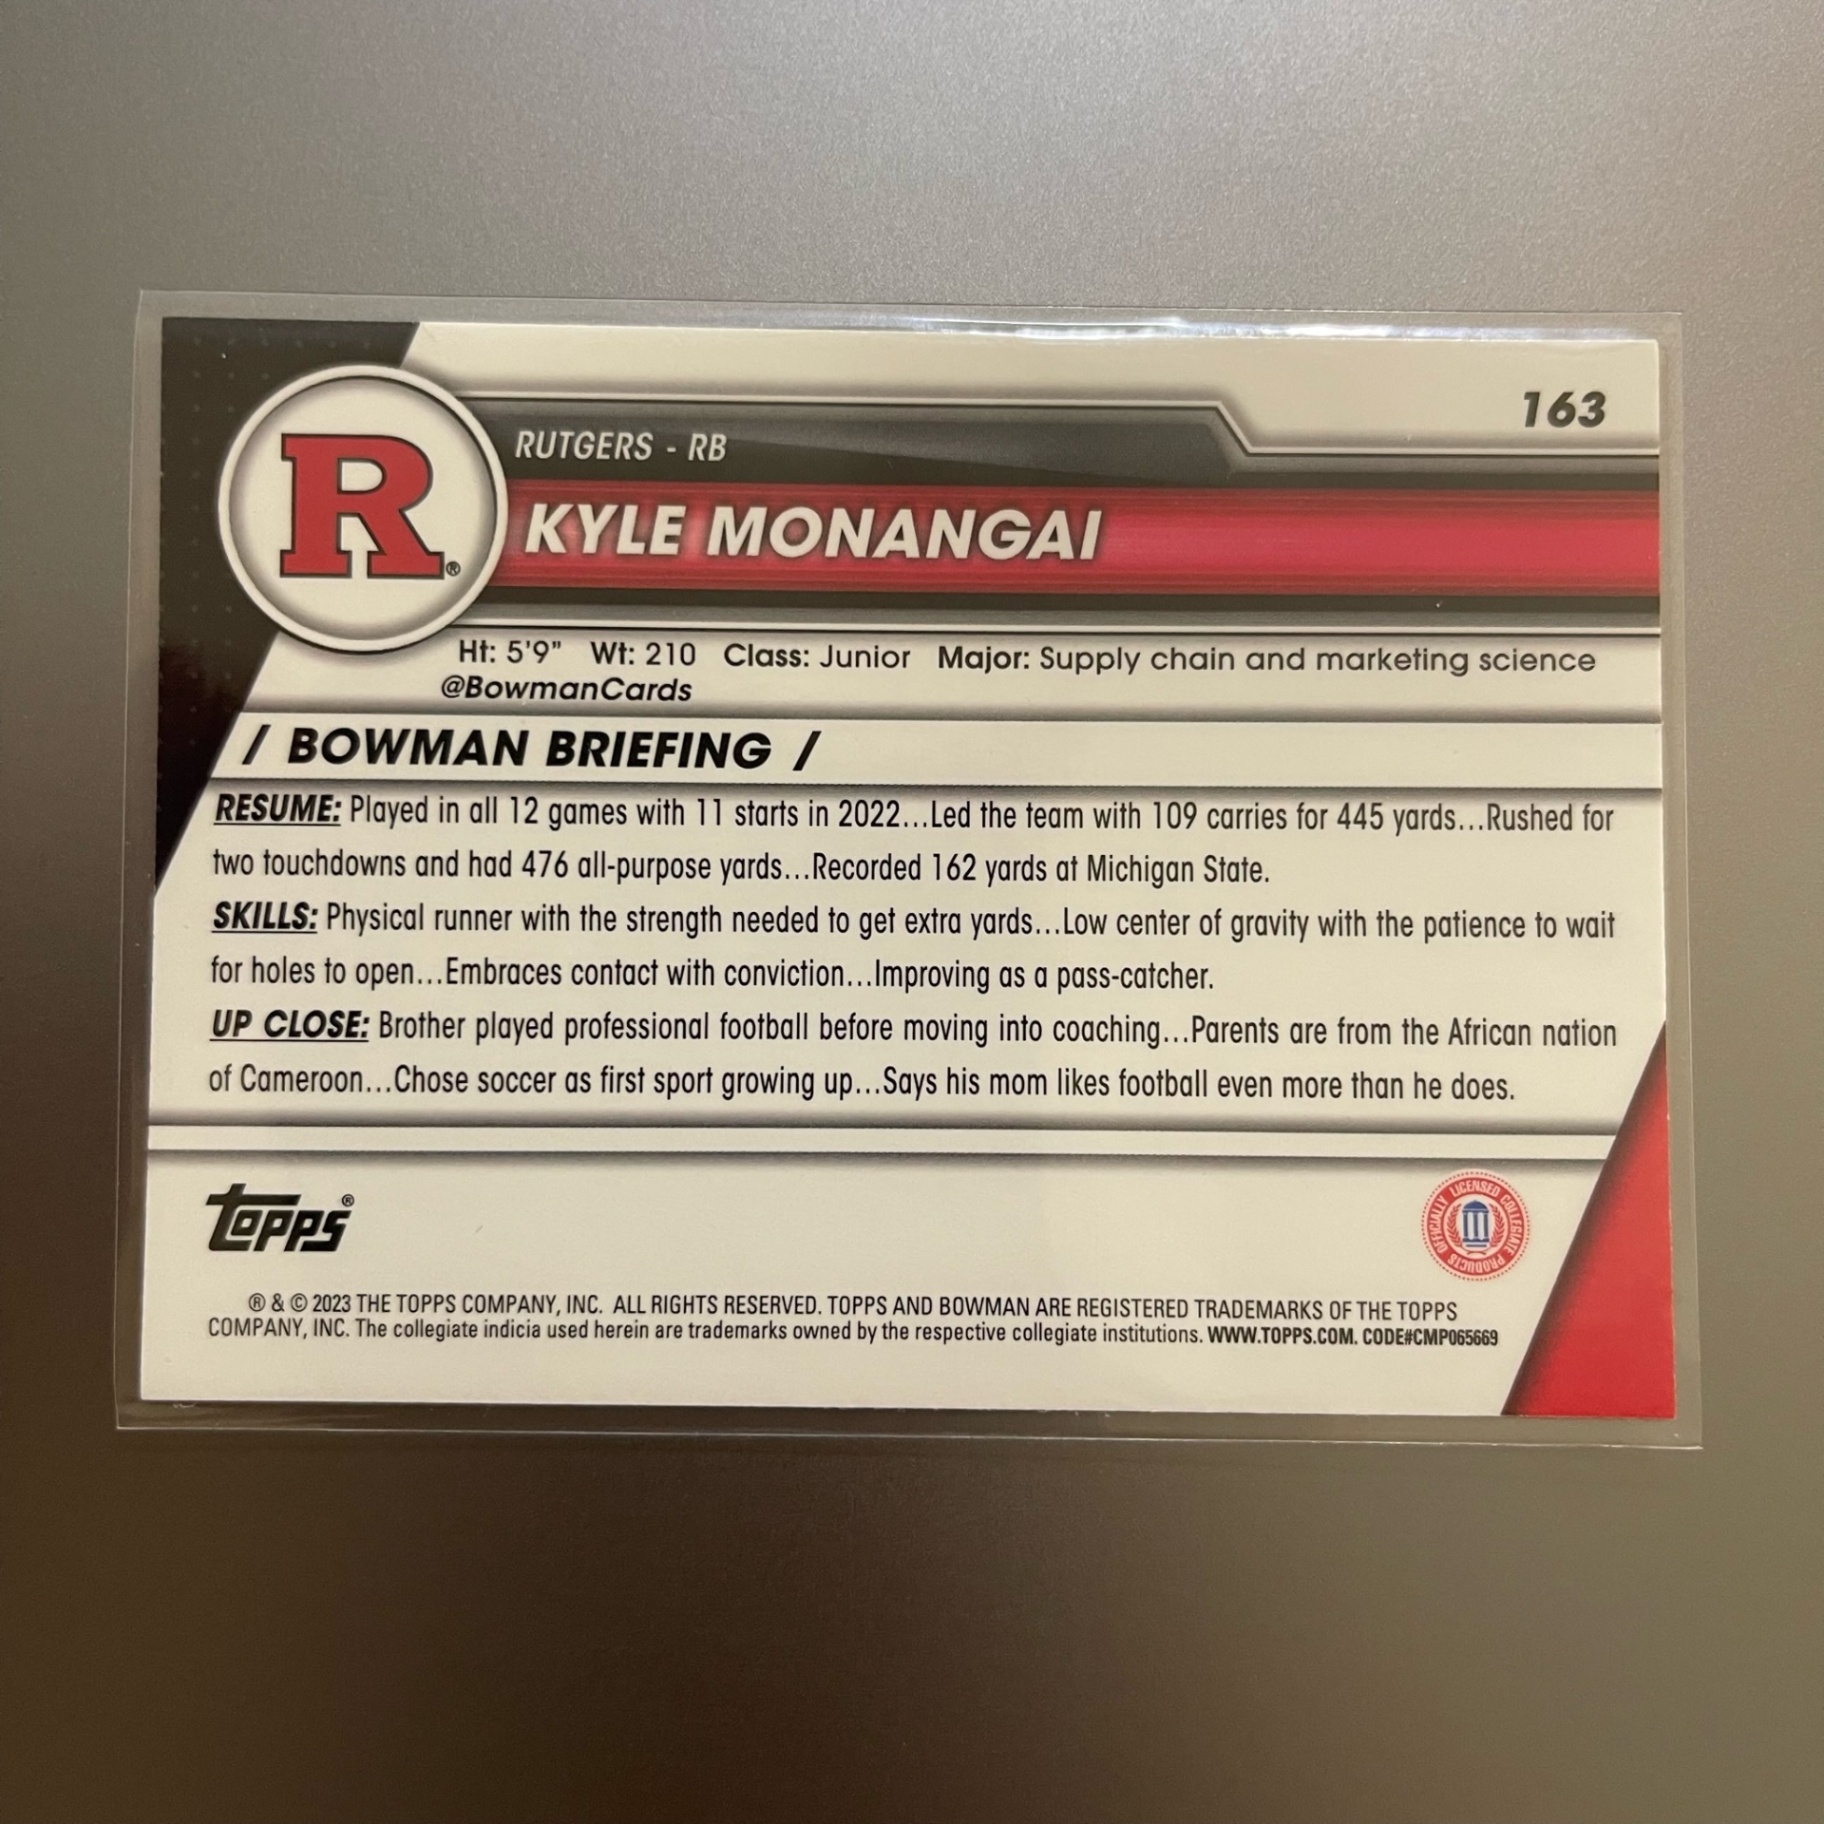 163
RUTGERS - RB
R®
KYLE MONANGAI
Ht: 5'9" Wt: 210 Class: Junior Major: Supply chain and marketing science
@BowmanCards
/ BOWMAN BRIEFING /
RESUME: Played in all 12 games with 11 starts in 2022...Led the team with 109 carries for 445 yards...Rushed for
two touchdowns and had 476 all-purpose yards...Recorded 162 yards at Michigan State.
SKILLS: Physical runner with the strength needed to get extra yards...Low center of gravity with the patience to wait
for holes to open...Embraces contact with conviction...Improving as a pass-catcher.
UP CLOSE: Brother played professional football before moving into coaching...Parents are from the African nation
of Cameroon...Chose soccer as first sport growing up...Says his mom likes football even more than he does.
Topps®
OFFICIALLY LICENSED COLLEGIATE PRODUCTS
® & © 2023 THE TOPPS COMPANY, INC. ALL RIGHTS RESERVED. TOPPS AND BOWMAN ARE REGISTERED TRADEMARKS OF THE TOPPS
COMPANY, INC. The collegiate indicia used herein are trademarks owned by the respective collegiate institutions. WWW.TOPPS.COM. CODE#CMP065669